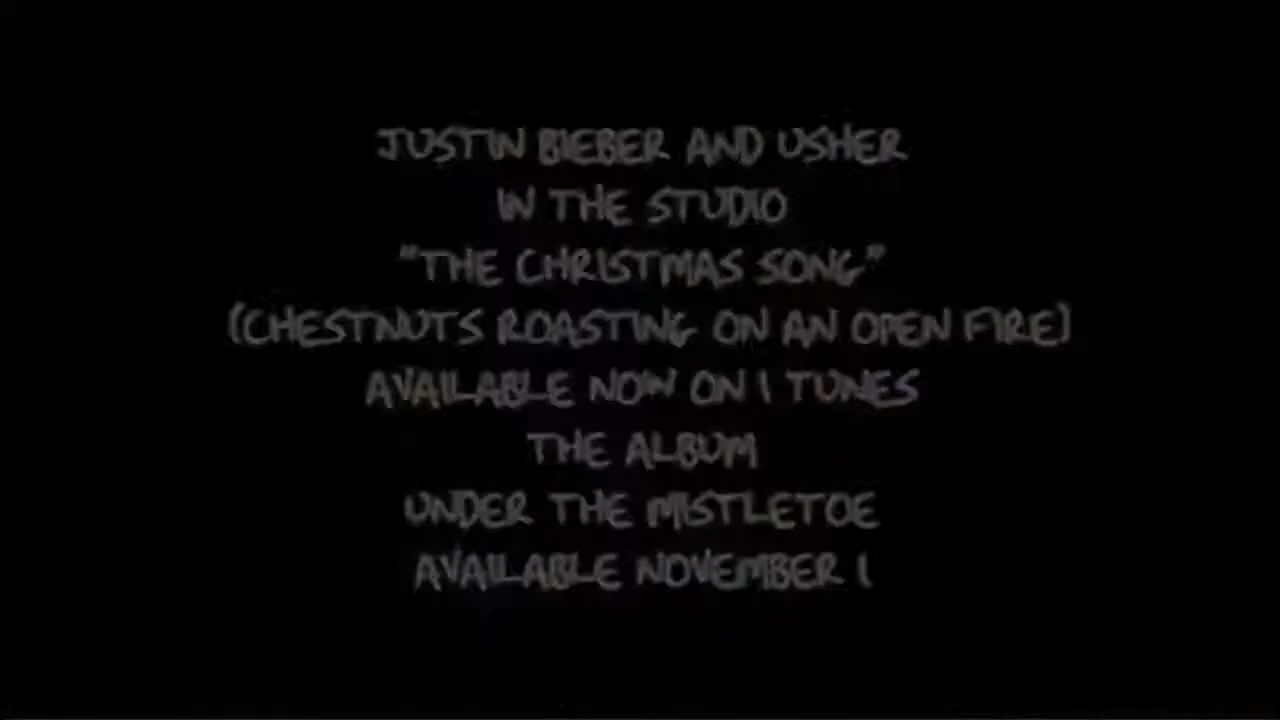 JUSTIN BIEBER AND USHER
IN THE STUDIO
"THE CHRISTMAS SONG"
(CHESTNUTS ROASTING ON AN OPEN FIRE)
AVAILABLE NOW ON I TUNES
THE ALBUM
UNDER THE MISTLETOE
AVAILABLE NOVEMBER 1